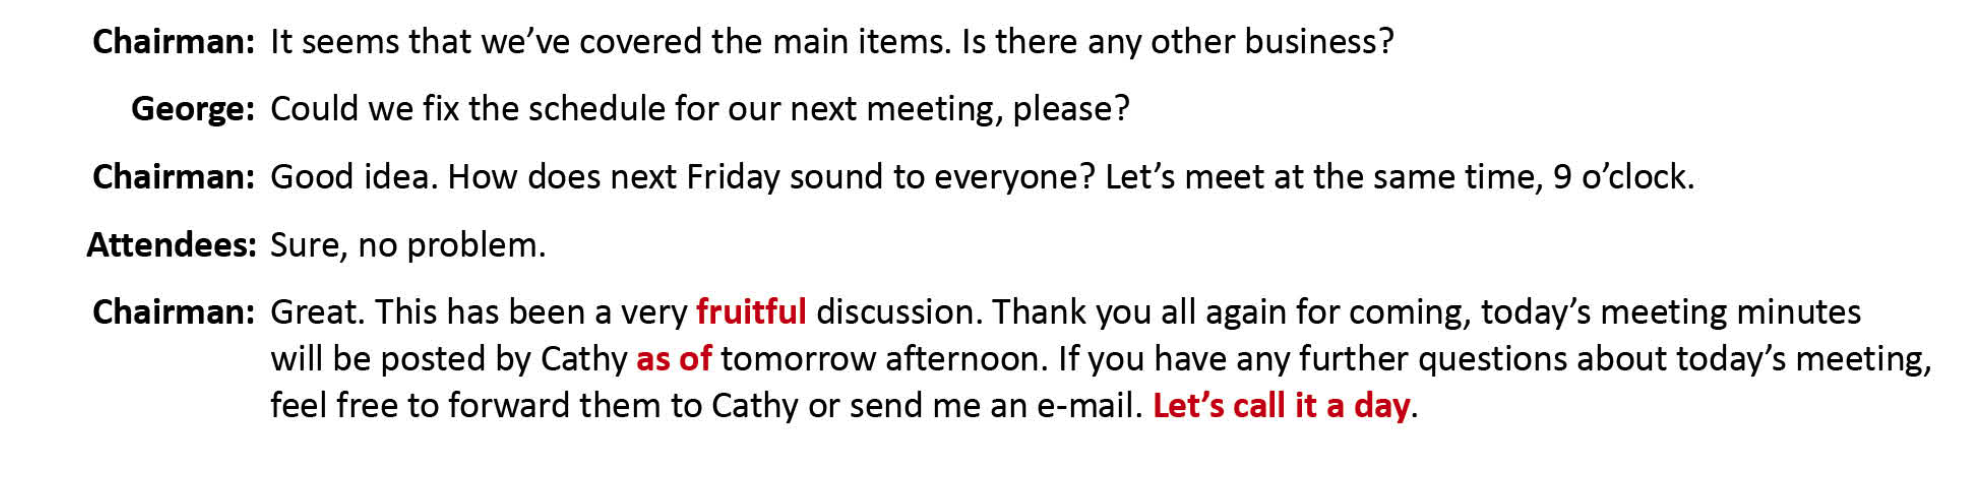 Chairman: It seems that we’ve covered the main items. Is there any other business?
George: Could we fix the schedule for our next meeting, please?
Chairman: Good idea. How does next Friday sound to everyone? Let’s meet at the same time, 9 o’clock.
Attendees: Sure, no problem.
Chairman: Great. This has been a very fruitful discussion. Thank you all again for coming, today’s meeting minutes
will be posted by Cathy as of tomorrow afternoon. If you have any further questions about today’s meeting,
feel free to forward them to Cathy or send me an e-mail. Let’s call it a day.